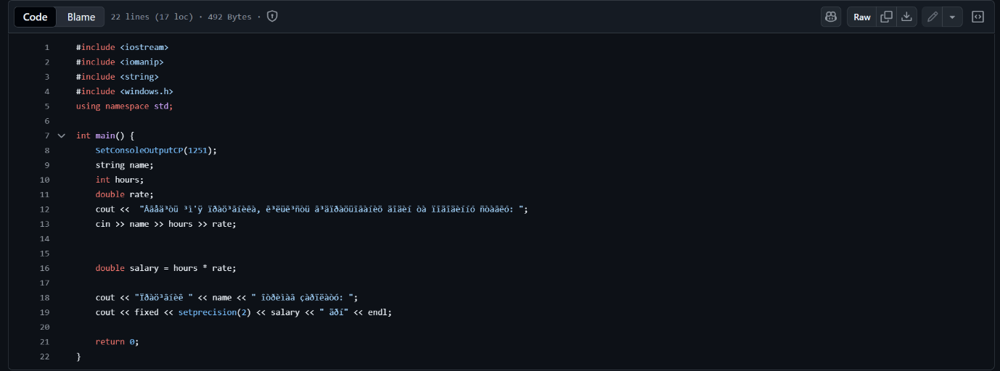 Code Blame 22 lines (17 loc) · 492 Bytes · Raw
1 #include <iostream>
2 #include <iomanip>
3 #include <string>
4 #include <windows.h>
5 using namespace std;
6
7 int main() {
8 SetConsoleOutputCP(1251);
9 string name;
10 int hours;
11 double rate;
12 cout <<  "Ââåä³òü ³ì'ÿ ïðàö³âíèêà, ê³ëüê³ñòü â³äïðàöüîâàíèõ ãîäèí òà ïîãîäèííó ñòàâêó: ";
13 cin >> name >> hours >> rate;
14
15
16 double salary = hours * rate;
17
18 cout << "Ïðàö³âíèê " << name << " îòðèìàâ çàðïëàòó: ";
19 cout << fixed << setprecision(2) << salary << " ãðí" << endl;
20
21 return 0;
22 }